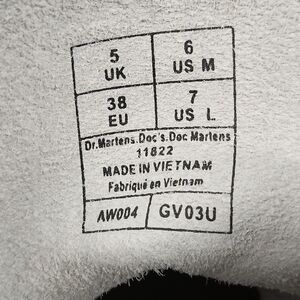 5 UK
6 US M
38 EU
7 US L
Dr.Martens.Doc's.Doc Martens
11822
MADE IN VIETNAM
Fabriqué en Vietnam
AW004 GV03U